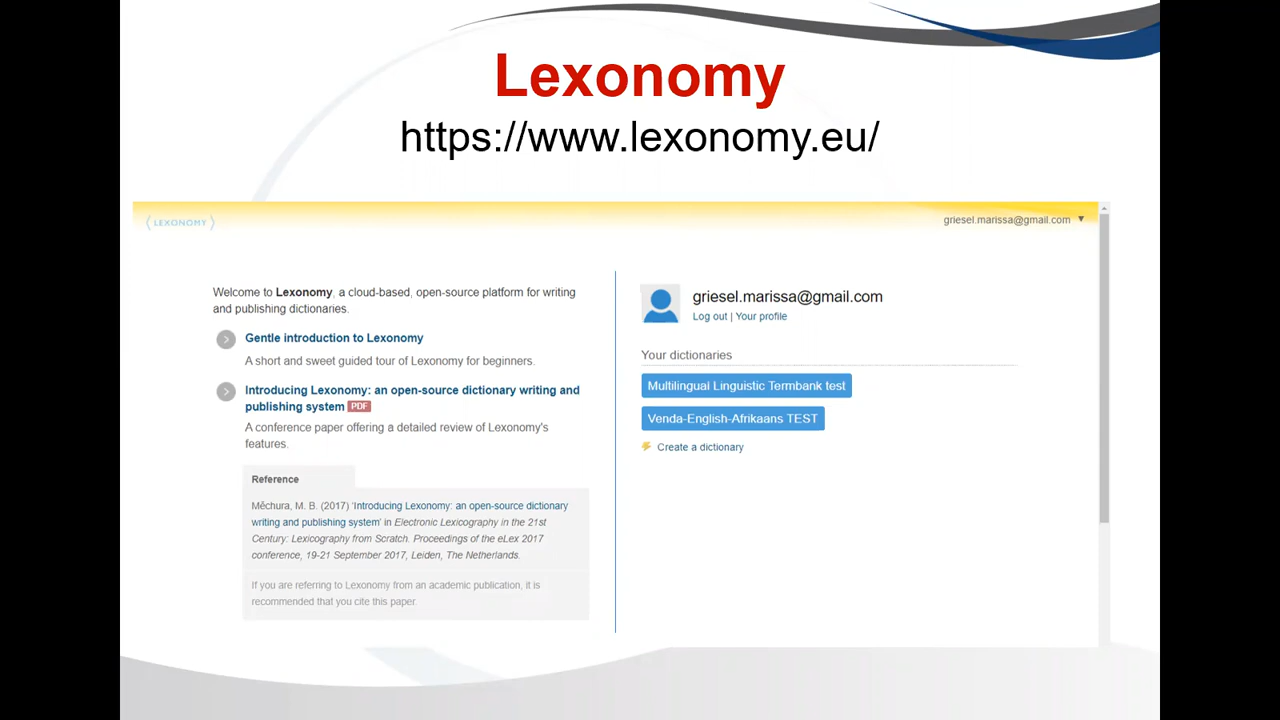 Lexonomy
https://www.lexonomy.eu/
⟨LEXONOMY⟩
griesel.marissa@gmail.com ▼
Welcome to Lexonomy, a cloud-based, open-source platform for writing
and publishing dictionaries.
Gentle introduction to Lexonomy
A short and sweet guided tour of Lexonomy for beginners.
Introducing Lexonomy: an open-source dictionary writing and
publishing system PDF
A conference paper offering a detailed review of Lexonomy's
features.
Reference
Měchura, M. B. (2017) 'Introducing Lexonomy: an open-source dictionary
writing and publishing system' in Electronic Lexicography in the 21st
Century: Lexicography from Scratch. Proceedings of the eLex 2017
conference, 19-21 September 2017, Leiden, The Netherlands.
If you are referring to Lexonomy from an academic publication, it is
recommended that you cite this paper.
griesel.marissa@gmail.com
Log out | Your profile
Your dictionaries
Multilingual Linguistic Termbank test
Venda-English-Afrikaans TEST
Create a dictionary